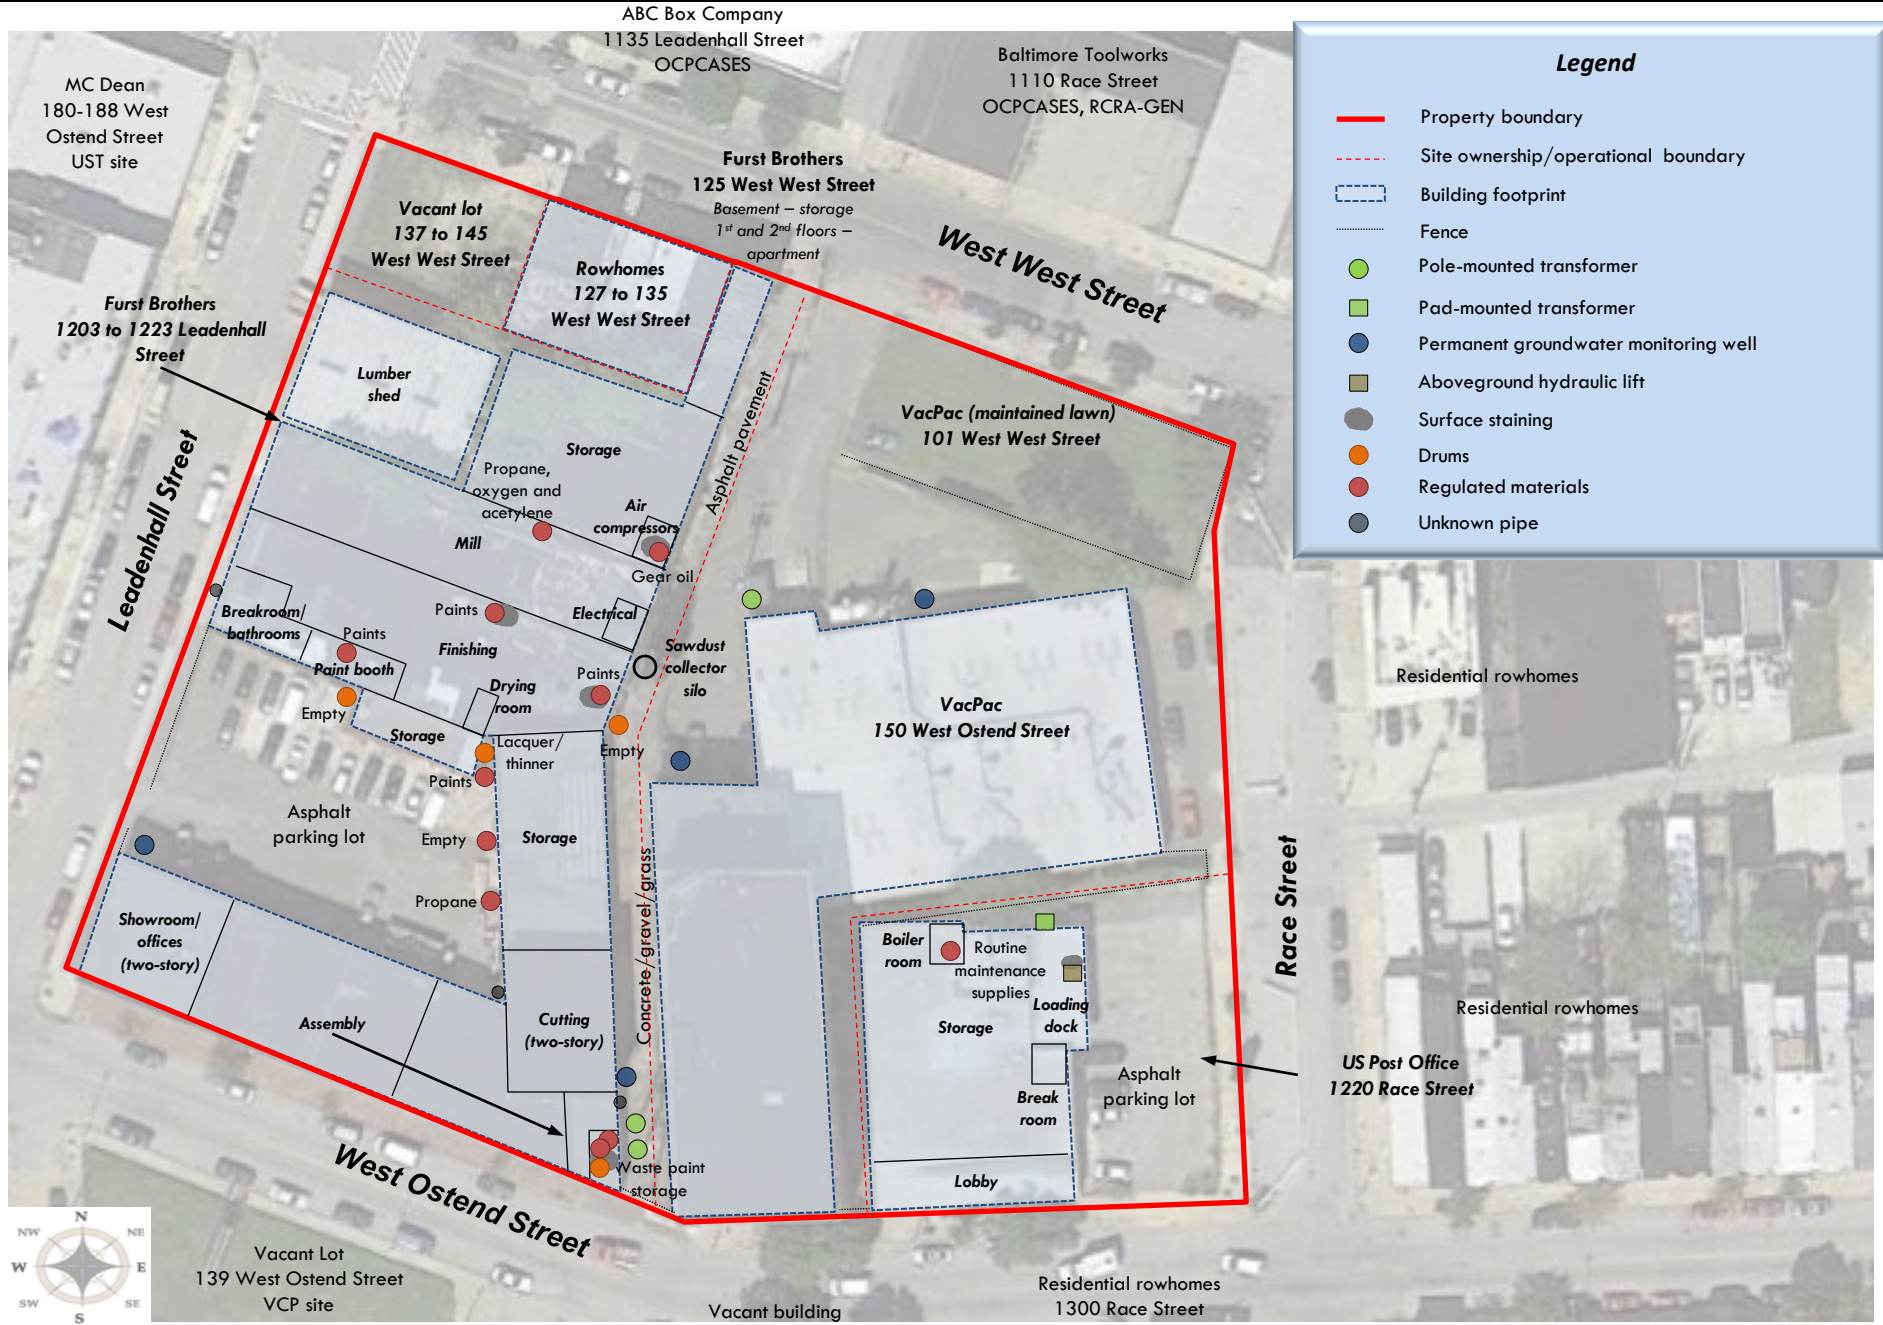 ABC Box Company
1135 Leadenhall Street
OCPCASES
Baltimore Toolworks
1110 Race Street
OCPCASES, RCRA-GEN
MC Dean
180-188 West
Ostend Street
UST site
Legend
Property boundary
Site ownership/operational boundary
Building footprint
Fence
Pole-mounted transformer
Pad-mounted transformer
Permanent groundwater monitoring well
Aboveground hydraulic lift
Surface staining
Drums
Regulated materials
Unknown pipe
Furst Brothers
125 West West Street
Basement – storage
1st and 2nd floors –
apartment
Vacant lot
137 to 145
West West Street
Rowhomes
127 to 135
West West Street
West West Street
Furst Brothers
1203 to 1223 Leadenhall
Street
Lumber
shed
Asphalt pavement
VacPac (maintained lawn)
101 West West Street
Storage
Propane,
oxygen and
acetylene
Air
compressors
Leadenhall Street
Mill
Gear oil
Breakroom/
bathrooms
Paints
Electrical
Paints
Finishing
Paint booth
Sawdust
collector
silo
Paints
Drying
room
Empty
Storage
Lacquer/
thinner
Empty
VacPac
150 West Ostend Street
Residential rowhomes
Paints
Asphalt
parking lot
Empty
Storage
Concrete/gravel/grass
Race Street
Propane
Showroom/
offices
(two-story)
Boiler
room
Routine
maintenance
supplies
Loading
dock
Storage
Residential rowhomes
Assembly
Cutting
(two-story)
US Post Office
1220 Race Street
Asphalt
parking lot
Break
room
West Ostend Street
Waste paint
storage
Lobby
N
NE
E
SE
S
SW
W
NW
Vacant Lot
139 West Ostend Street
VCP site
Vacant building
Residential rowhomes
1300 Race Street